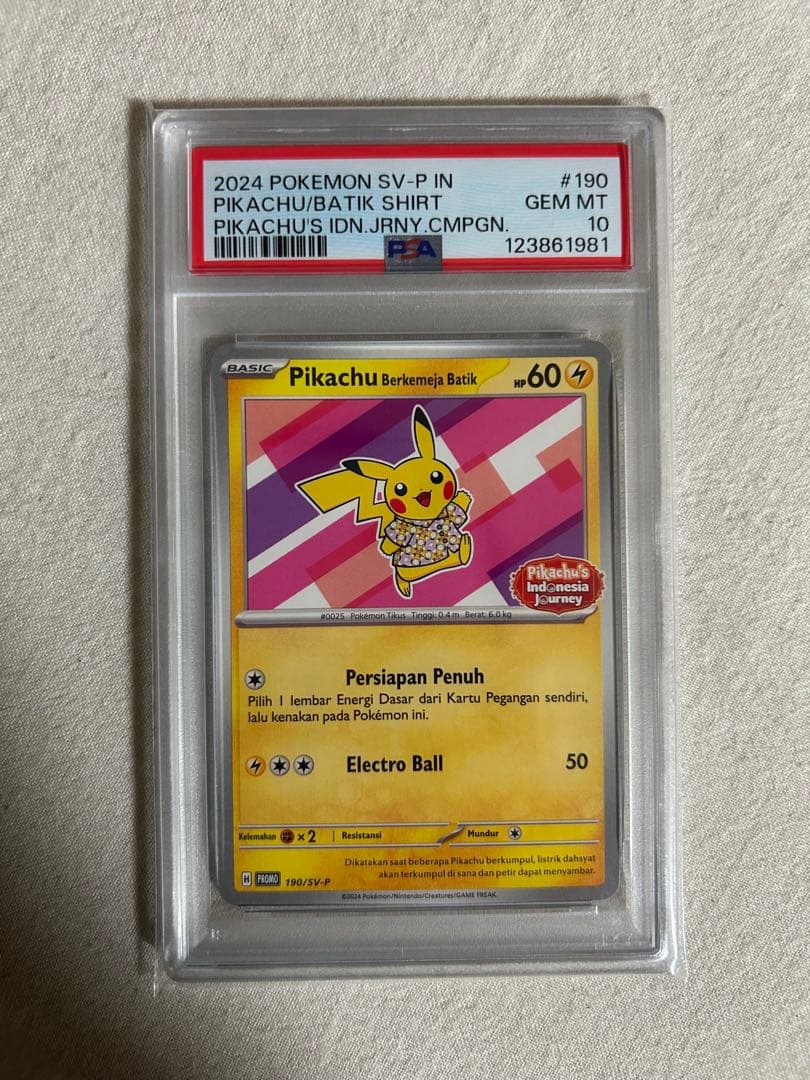 2024 POKEMON SV-P IN #190
PIKACHU/BATIK SHIRT GEM MT
PIKACHU'S IDN.JRNY.CMPGN. 10
PSA 123861981
BASIC Pikachu Berkemeja Batik HP 60
Pikachu's
Indonesia
Journey
#0025 Pokémon Tikus Tinggi: 0.4 m Berat: 6.0 kg
Persiapan Penuh
Pilih 1 lembar Energi Dasar dari Kartu Pegangan sendiri,
lalu kenakan pada Pokémon ini.
Electro Ball 50
Kelemahan ×2 Resistansi Mundur
Dikatakan saat beberapa Pikachu berkumpul, listrik dahsyat
akan terkumpul di sana dan petir dapat menyambar.
H PROMO 190/SV-P
©2024 Pokémon/Nintendo/Creatures/GAME FREAK.